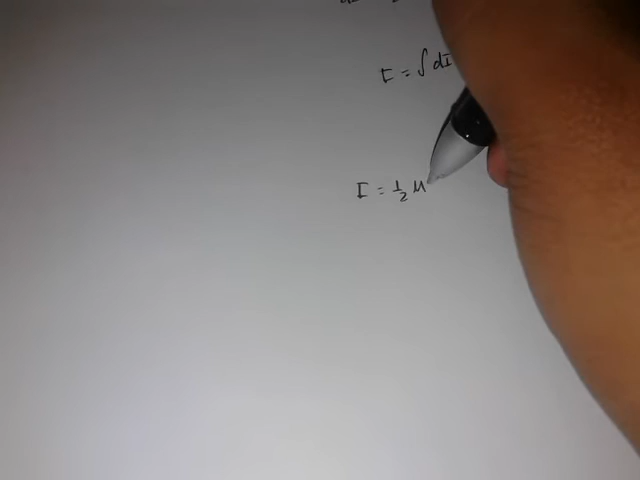 I = ∫ dI
I = 1/2 M